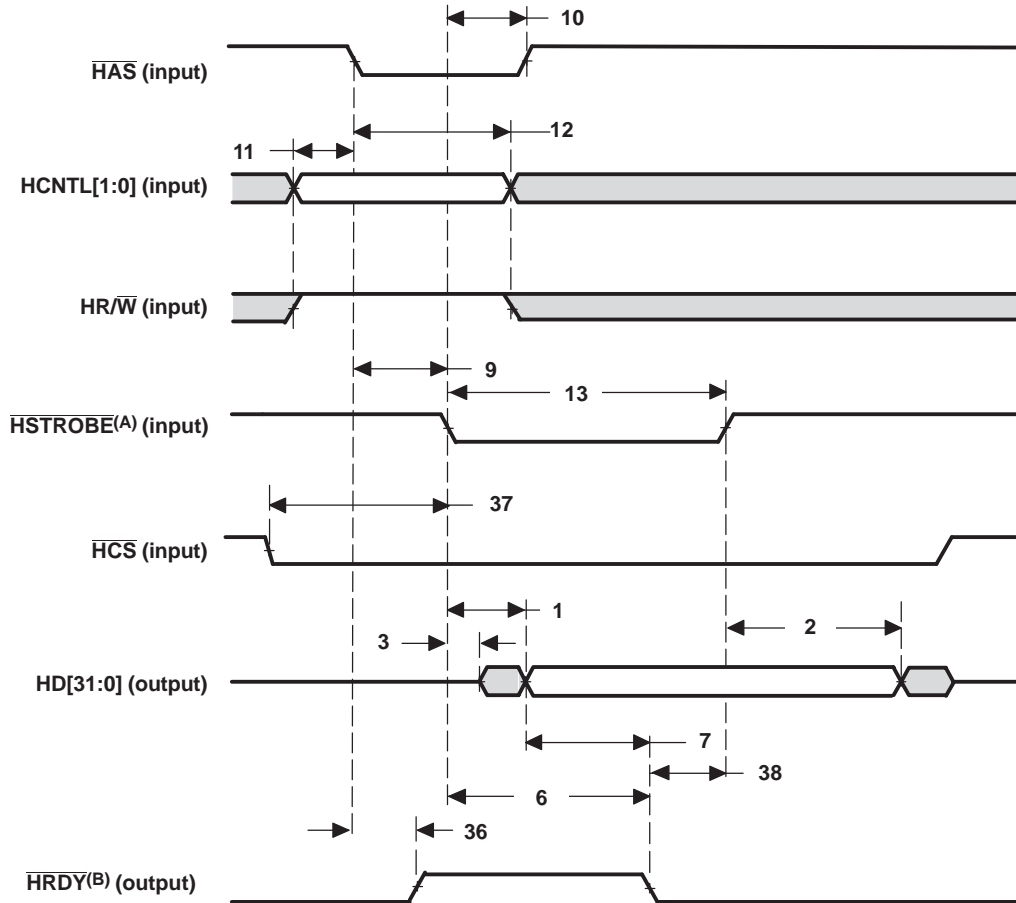 10
HAS (input)
12
11
HCNTL[1:0] (input)
HR/W (input)
9
13
HSTROBE(A) (input)
37
HCS (input)
1
3
2
HD[31:0] (output)
7
38
6
36
HRDY(B) (output)